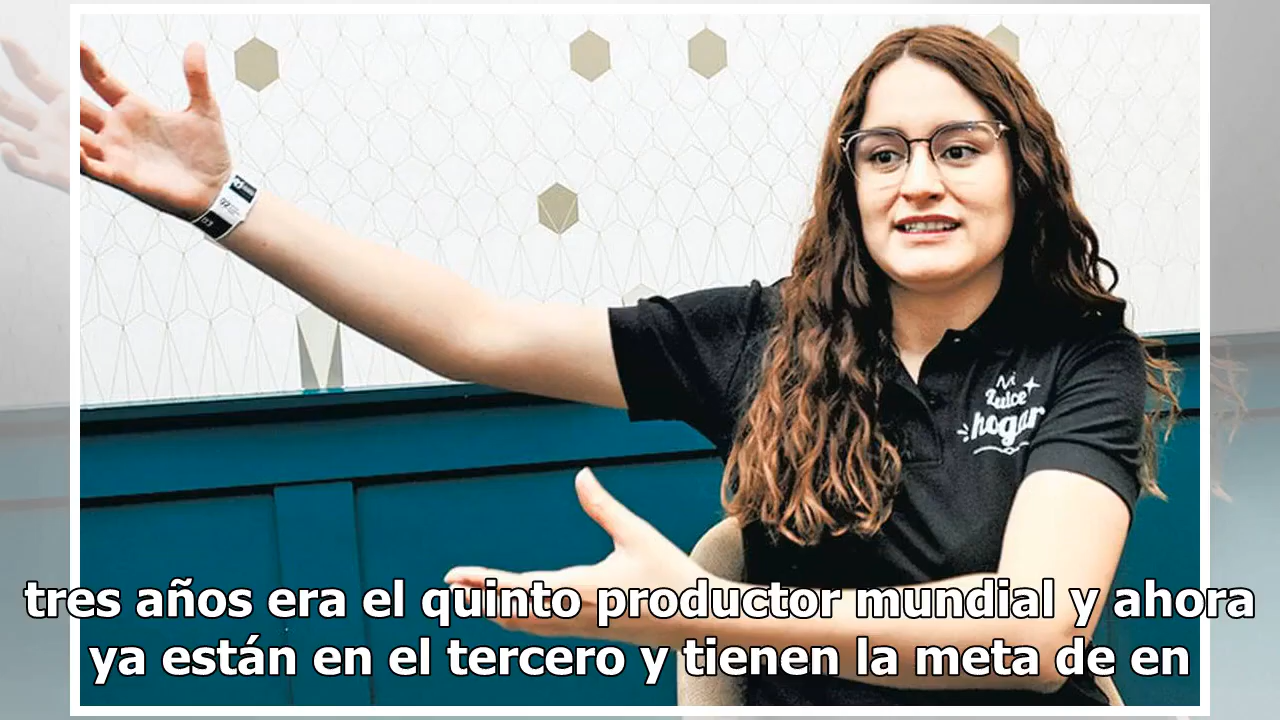 Mi
dulce
hogar
tres años era el quinto productor mundial y ahora
ya están en el tercero y tienen la meta de en